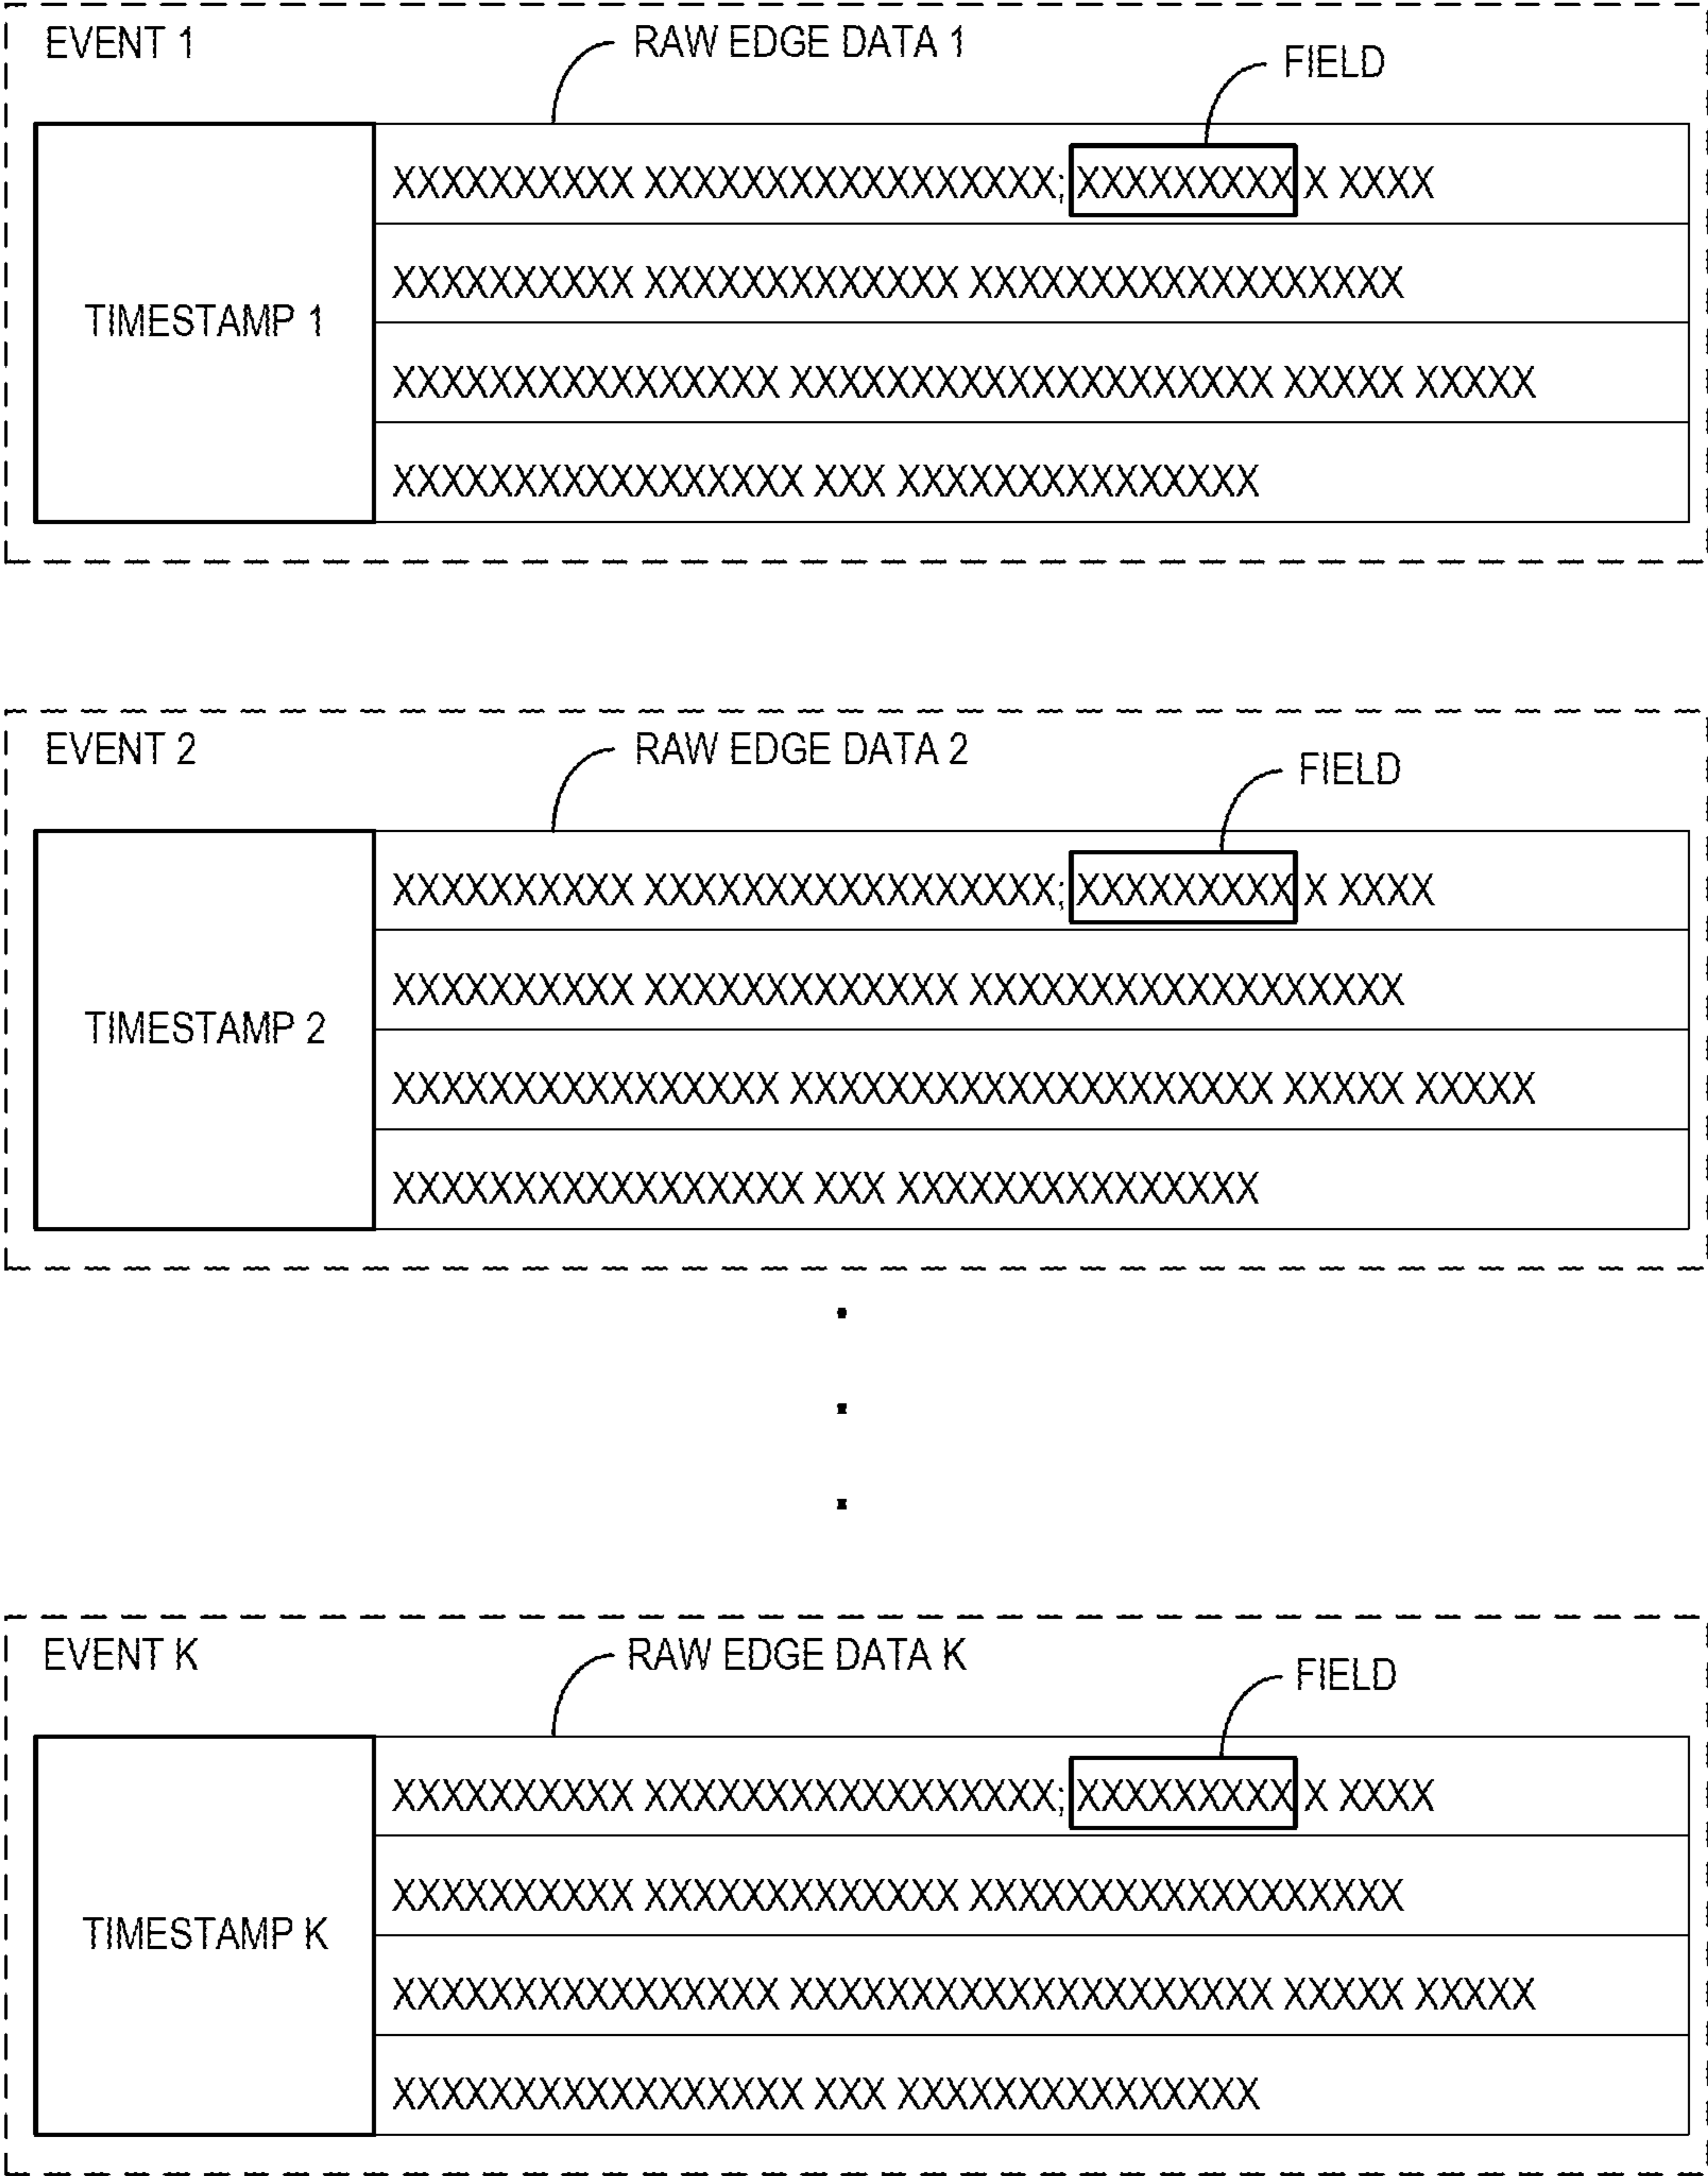 EVENT 1
RAW EDGE DATA 1
FIELD
TIMESTAMP 1
XXXXXXXXXX XXXXXXXXXXXXXXXXX; XXXXXXXXX X XXXX
XXXXXXXXXX XXXXXXXXXXXXX XXXXXXXXXXXXXXXXXX
XXXXXXXXXXXXXXXX XXXXXXXXXXXXXXXXXXXX XXXXX XXXXX
XXXXXXXXXXXXXXXXX XXX XXXXXXXXXXXXXXX
EVENT 2
RAW EDGE DATA 2
FIELD
TIMESTAMP 2
XXXXXXXXXX XXXXXXXXXXXXXXXXX; XXXXXXXXX X XXXX
XXXXXXXXXX XXXXXXXXXXXXX XXXXXXXXXXXXXXXXXX
XXXXXXXXXXXXXXXX XXXXXXXXXXXXXXXXXXXX XXXXX XXXXX
XXXXXXXXXXXXXXXXX XXX XXXXXXXXXXXXXXX
EVENT K
RAW EDGE DATA K
FIELD
TIMESTAMP K
XXXXXXXXXX XXXXXXXXXXXXXXXXX; XXXXXXXXX X XXXX
XXXXXXXXXX XXXXXXXXXXXXX XXXXXXXXXXXXXXXXXX
XXXXXXXXXXXXXXXX XXXXXXXXXXXXXXXXXXXX XXXXX XXXXX
XXXXXXXXXXXXXXXXX XXX XXXXXXXXXXXXXXX